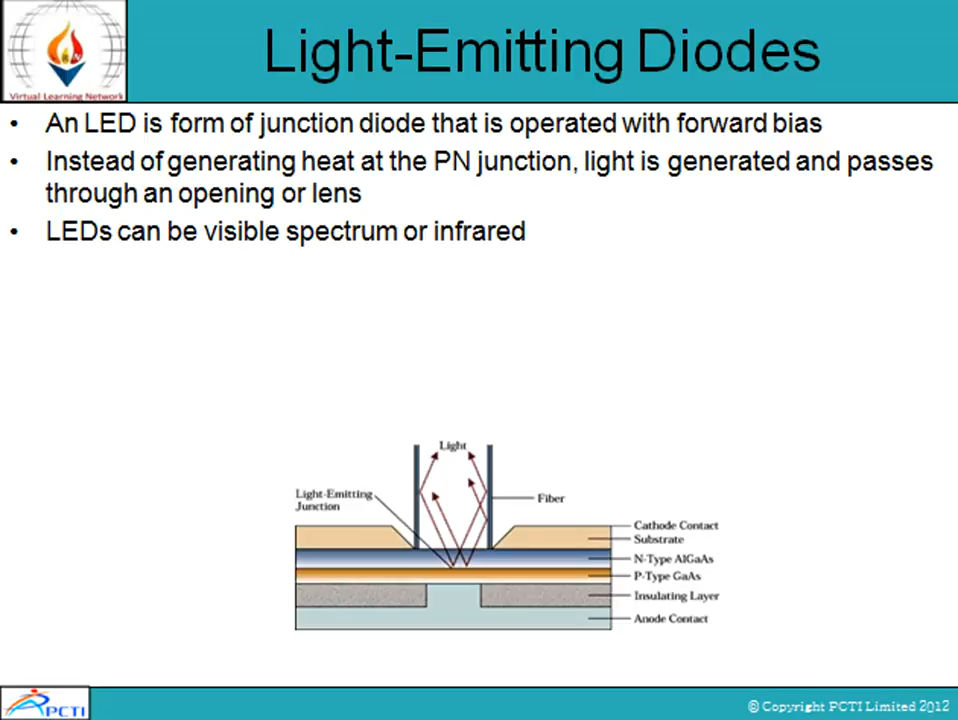 Light-Emitting Diodes
Virtual Learning Network
• An LED is form of junction diode that is operated with forward bias
• Instead of generating heat at the PN junction, light is generated and passes
through an opening or lens
• LEDs can be visible spectrum or infrared
Light
Light-Emitting
Junction
Fiber
Cathode Contact
Substrate
N-Type AlGaAs
P-Type GaAs
Insulating Layer
Anode Contact
PCTI
© Copyright PCTI Limited 2012